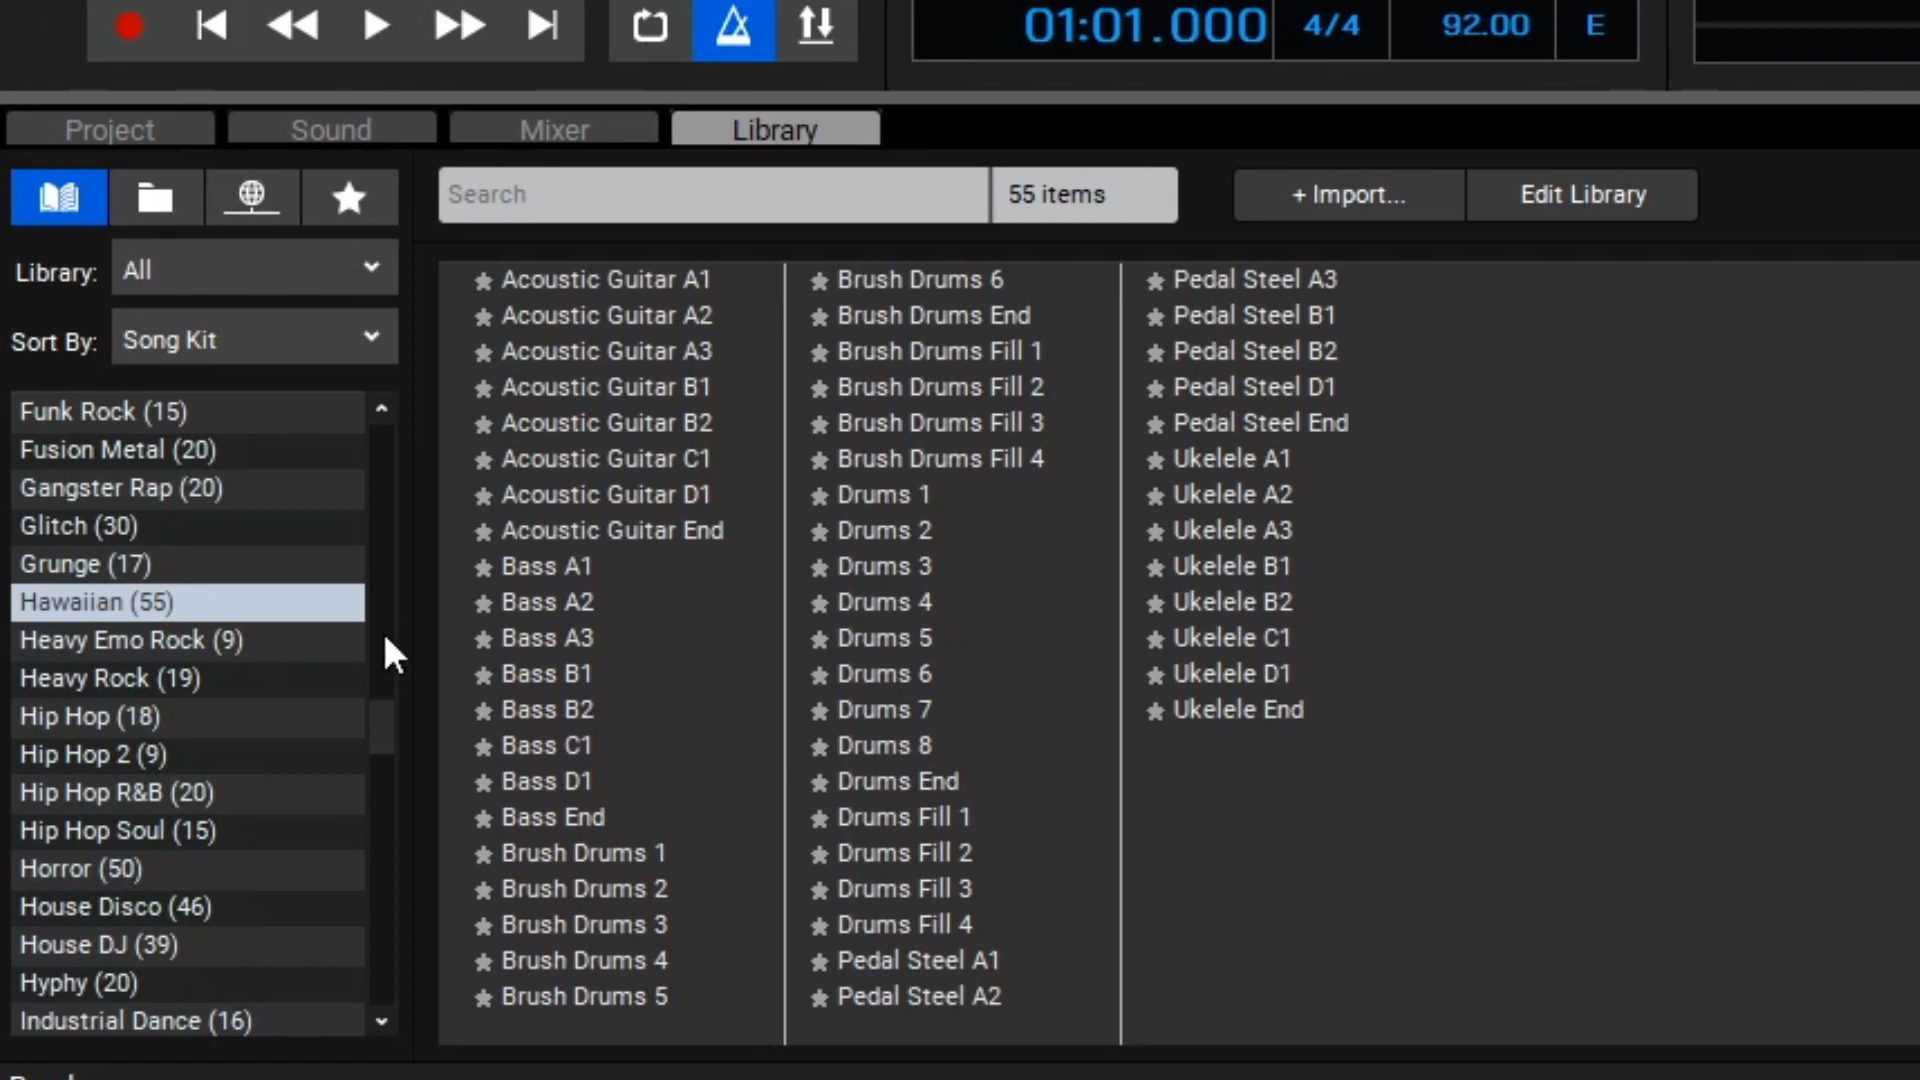 01:01.000 4/4 92.00 E
Project Sound Mixer Library
Search 55 items + Import... Edit Library
Library: All
Sort By: Song Kit
Funk Rock (15)
Fusion Metal (20)
Gangster Rap (20)
Glitch (30)
Grunge (17)
Hawaiian (55)
Heavy Emo Rock (9)
Heavy Rock (19)
Hip Hop (18)
Hip Hop 2 (9)
Hip Hop R&B (20)
Hip Hop Soul (15)
Horror (50)
House Disco (46)
House DJ (39)
Hyphy (20)
Industrial Dance (16)
Acoustic Guitar A1
Acoustic Guitar A2
Acoustic Guitar A3
Acoustic Guitar B1
Acoustic Guitar B2
Acoustic Guitar C1
Acoustic Guitar D1
Acoustic Guitar End
Bass A1
Bass A2
Bass A3
Bass B1
Bass B2
Bass C1
Bass D1
Bass End
Brush Drums 1
Brush Drums 2
Brush Drums 3
Brush Drums 4
Brush Drums 5
Brush Drums 6
Brush Drums End
Brush Drums Fill 1
Brush Drums Fill 2
Brush Drums Fill 3
Brush Drums Fill 4
Drums 1
Drums 2
Drums 3
Drums 4
Drums 5
Drums 6
Drums 7
Drums 8
Drums End
Drums Fill 1
Drums Fill 2
Drums Fill 3
Drums Fill 4
Pedal Steel A1
Pedal Steel A2
Pedal Steel A3
Pedal Steel B1
Pedal Steel B2
Pedal Steel D1
Pedal Steel End
Ukelele A1
Ukelele A2
Ukelele A3
Ukelele B1
Ukelele B2
Ukelele C1
Ukelele D1
Ukelele End